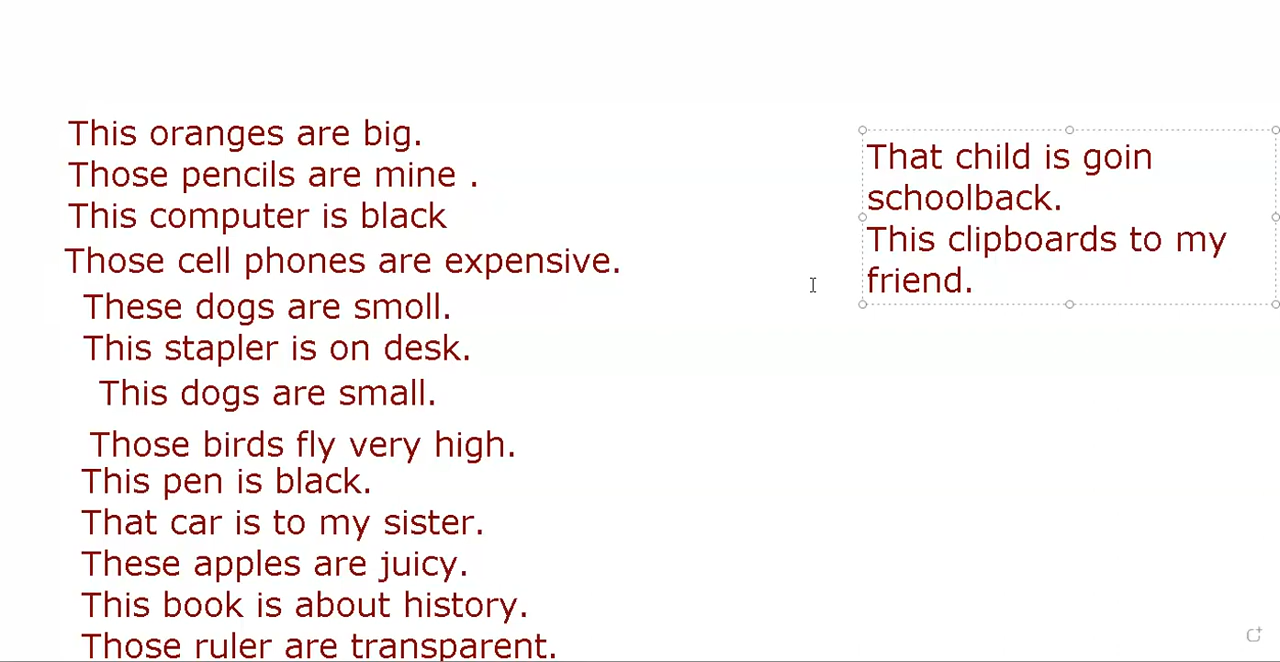 This oranges are big.
Those pencils are mine .
This computer is black
Those cell phones are expensive.
These dogs are smoll.
This stapler is on desk.
This dogs are small.
Those birds fly very high.
This pen is black.
That car is to my sister.
These apples are juicy.
This book is about history.
Those ruler are transparent.
That child is goin
schoolback.
This clipboards to my
friend.